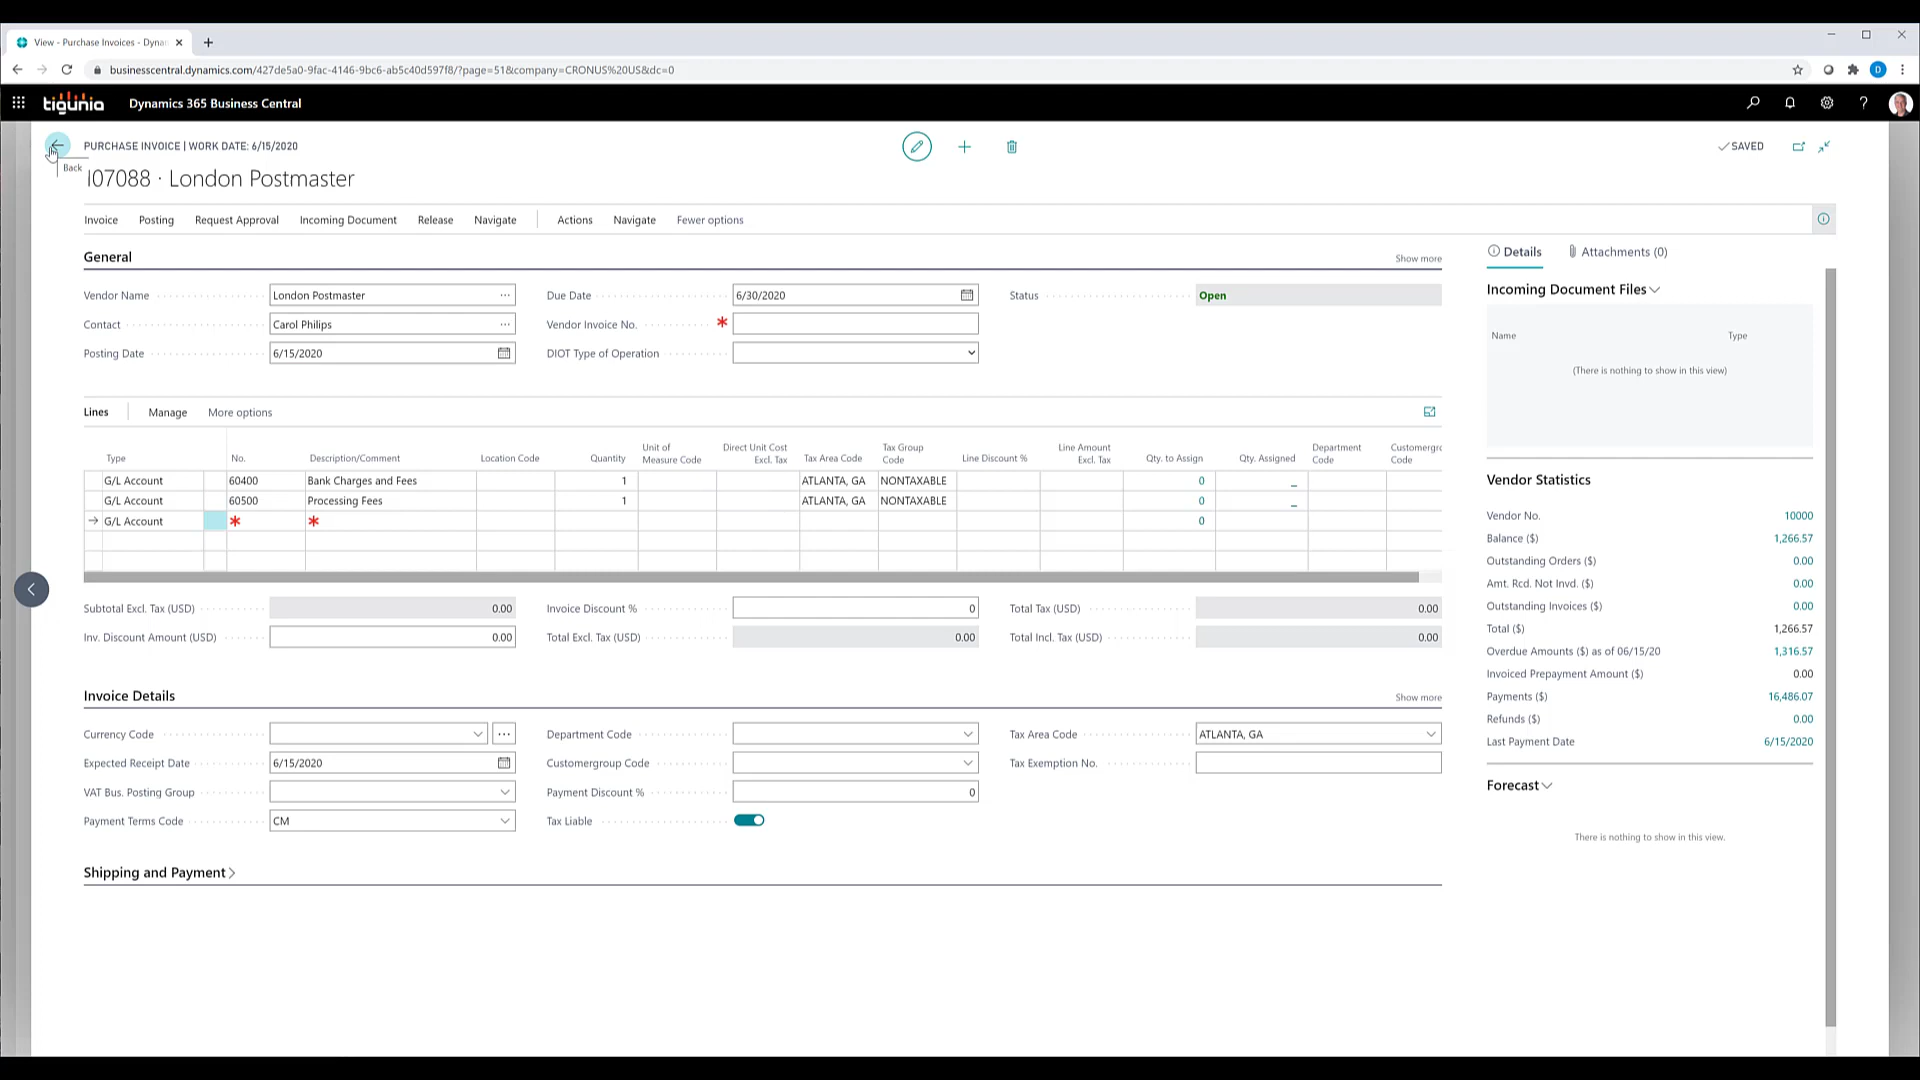 View - Purchase Invoices - Dyna
businesscentral.dynamics.com/427de5a0-9fac-4146-9bc6-ab5c40d597f8/?page=51&company=CRONUS%20US&dc=0
D
tigunia
Dynamics 365 Business Central
PURCHASE INVOICE | WORK DATE: 6/15/2020
SAVED
Back
107088 · London Postmaster
Invoice Posting Request Approval Incoming Document Release Navigate Actions Navigate Fewer options
General
Show more
Vendor Name London Postmaster
Contact Carol Philips
Posting Date 6/15/2020
Due Date 6/30/2020
Vendor Invoice No. *
DIOT Type of Operation
Status Open
Lines Manage More options
Type No. Description/Comment Location Code Quantity Unit of Measure Code Direct Unit Cost Excl. Tax Tax Area Code Tax Group Code Line Discount % Line Amount Excl. Tax Qty. to Assign Qty. Assigned Department Code Customergro Code
G/L Account 60400 Bank Charges and Fees 1 ATLANTA, GA NONTAXABLE 0 _
G/L Account 60500 Processing Fees 1 ATLANTA, GA NONTAXABLE 0 _
G/L Account * * 0
Subtotal Excl. Tax (USD) 0.00
Inv. Discount Amount (USD) 0.00
Invoice Discount % 0
Total Excl. Tax (USD) 0.00
Total Tax (USD) 0.00
Total Incl. Tax (USD) 0.00
Invoice Details
Show more
Currency Code
Expected Receipt Date 6/15/2020
VAT Bus. Posting Group
Payment Terms Code CM
Department Code
Customergroup Code
Payment Discount % 0
Tax Liable
Tax Area Code ATLANTA, GA
Tax Exemption No.
Shipping and Payment
Details Attachments (0)
Incoming Document Files
Name Type
(There is nothing to show in this view)
Vendor Statistics
Vendor No. 10000
Balance ($) 1,266.57
Outstanding Orders ($) 0.00
Amt. Rcd. Not Invd. ($) 0.00
Outstanding Invoices ($) 0.00
Total ($) 1,266.57
Overdue Amounts ($) as of 06/15/20 1,316.57
Invoiced Prepayment Amount ($) 0.00
Payments ($) 16,486.07
Refunds ($) 0.00
Last Payment Date 6/15/2020
Forecast
There is nothing to show in this view.